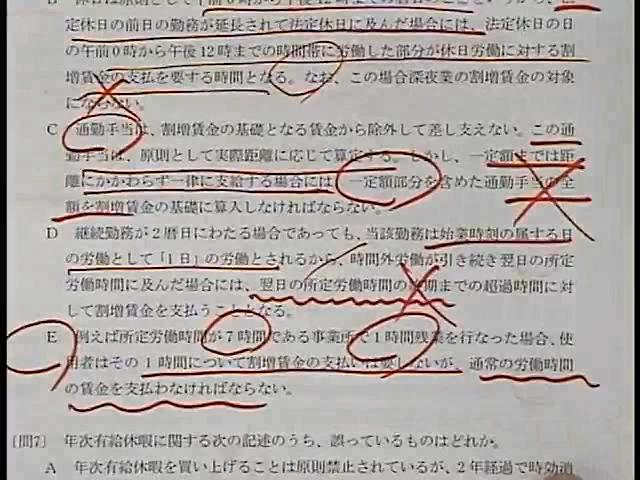 定休日の前日の勤務が延長されて法定休日に及んだ場合には、法定休日の日
の午前0時から午後12時までの時間帯に労働した部分が休日労働に対する割
増賃金の支払を要する時間となる。なお、この場合深夜業の割増賃金の対象
にならない。
C 通勤手当は、割増賃金の基礎となる賃金から除外して差し支えない。この通
勤手当は、原則として実際距離に応じて算定する。しかし、一定額までは距
離にかかわらず一律に支給する場合には、一定額部分を含めた通勤手当の全
額を割増賃金の基礎に算入しなければならない。
D 継続勤務が2暦日にわたる場合であっても、当該勤務は始業時刻の属する日
の労働として「1日」の労働とされるから、時間外労働が引き続き翌日の所定
労働時間に及んだ場合には、翌日の所定労働時間の 期までの超過時間に対
して割増賃金を支払うこととなる。
E 例えば所定労働時間が7時間である事業所で1時間残業を行なった場合、使
用者はその1時間について割増賃金の支払いは要しないが、通常の労働時間
の賃金を支払わなければならない。
〔問7〕 年次有給休暇に関する次の記述のうち、誤っているものはどれか。
A 年次有給休暇を買い上げることは原則禁止されているが、2年経過で時効消